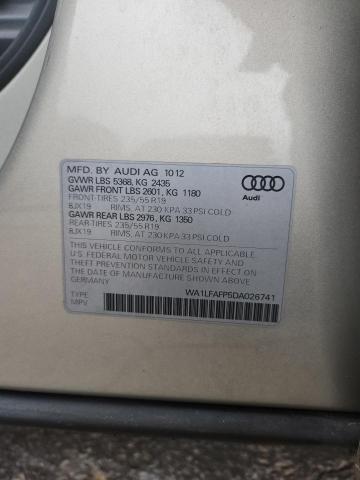 MFD. BY AUDI AG 10 12
GVWR LBS 5368, KG 2435
GAWR FRONT LBS 2601, KG 1180
FRONT-TIRES 235/55 R19
8JX19 RIMS, AT 230 KPA 33 PSI COLD
GAWR REAR LBS 2976, KG 1350
REAR-TIRES 235/55 R19
8JX19 RIMS, AT 230 KPA 33 PSI COLD
THIS VEHICLE CONFORMS TO ALL APPLICABLE
U.S. FEDERAL MOTOR VEHICLE SAFETY AND
THEFT PREVENTION STANDARDS IN EFFECT ON
THE DATE OF MANUFACTURE SHOWN ABOVE.
GERMANY
TYPE WA1LFAFP5DA026741
MPV
Audi